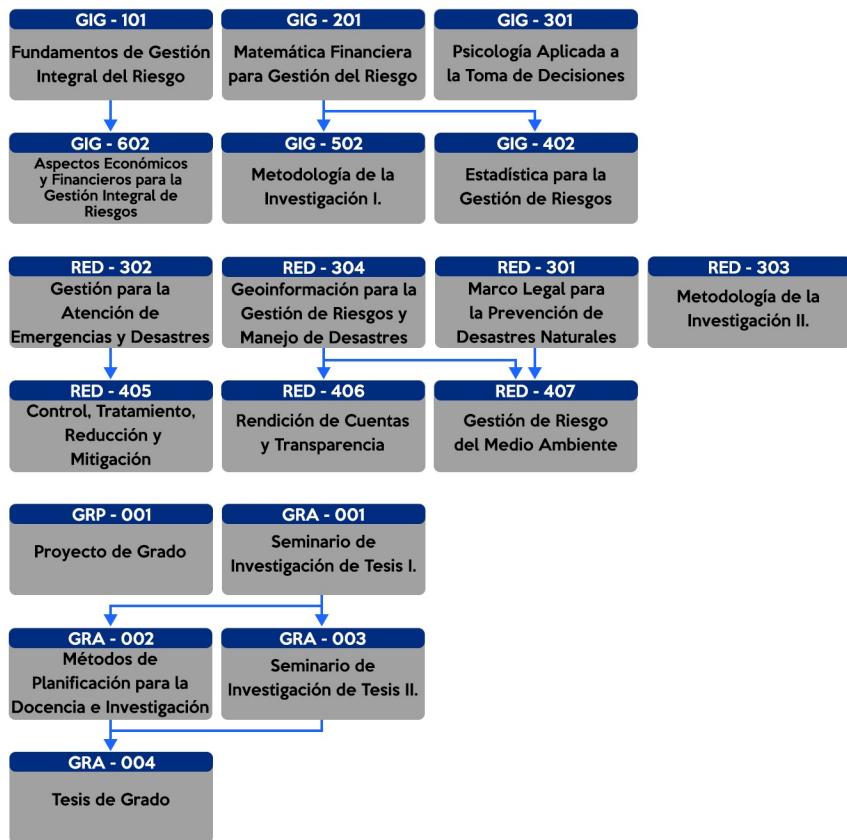 GIG - 101
Fundamentos de Gestión
Integral del Riesgo
GIG - 201
Matemática Financiera
para Gestión del Riesgo
GIG - 301
Psicología Aplicada a
la Toma de Decisiones
GIG - 602
Aspectos Económicos
y Financieros para la
Gestión Integral de
Riesgos
GIG - 502
Metodología de la
Investigación I.
GIG - 402
Estadística para la
Gestión de Riesgos
RED - 302
Gestión para la
Atención de
Emergencias y Desastres
RED - 304
Geoinformación para la
Gestión de Riesgos y
Manejo de Desastres
RED - 301
Marco Legal para
la Prevención de
Desastres Naturales
RED - 303
Metodología de la
Investigación II.
RED - 405
Control, Tratamiento,
Reducción y
Mitigación
RED - 406
Rendición de Cuentas
y Transparencia
RED - 407
Gestión de Riesgo
del Medio Ambiente
GRP - 001
Proyecto de Grado
GRA - 001
Seminario de
Investigación de Tesis I.
GRA - 002
Métodos de
Planificación para la
Docencia e Investigación
GRA - 003
Seminario de
Investigación de Tesis II.
GRA - 004
Tesis de Grado